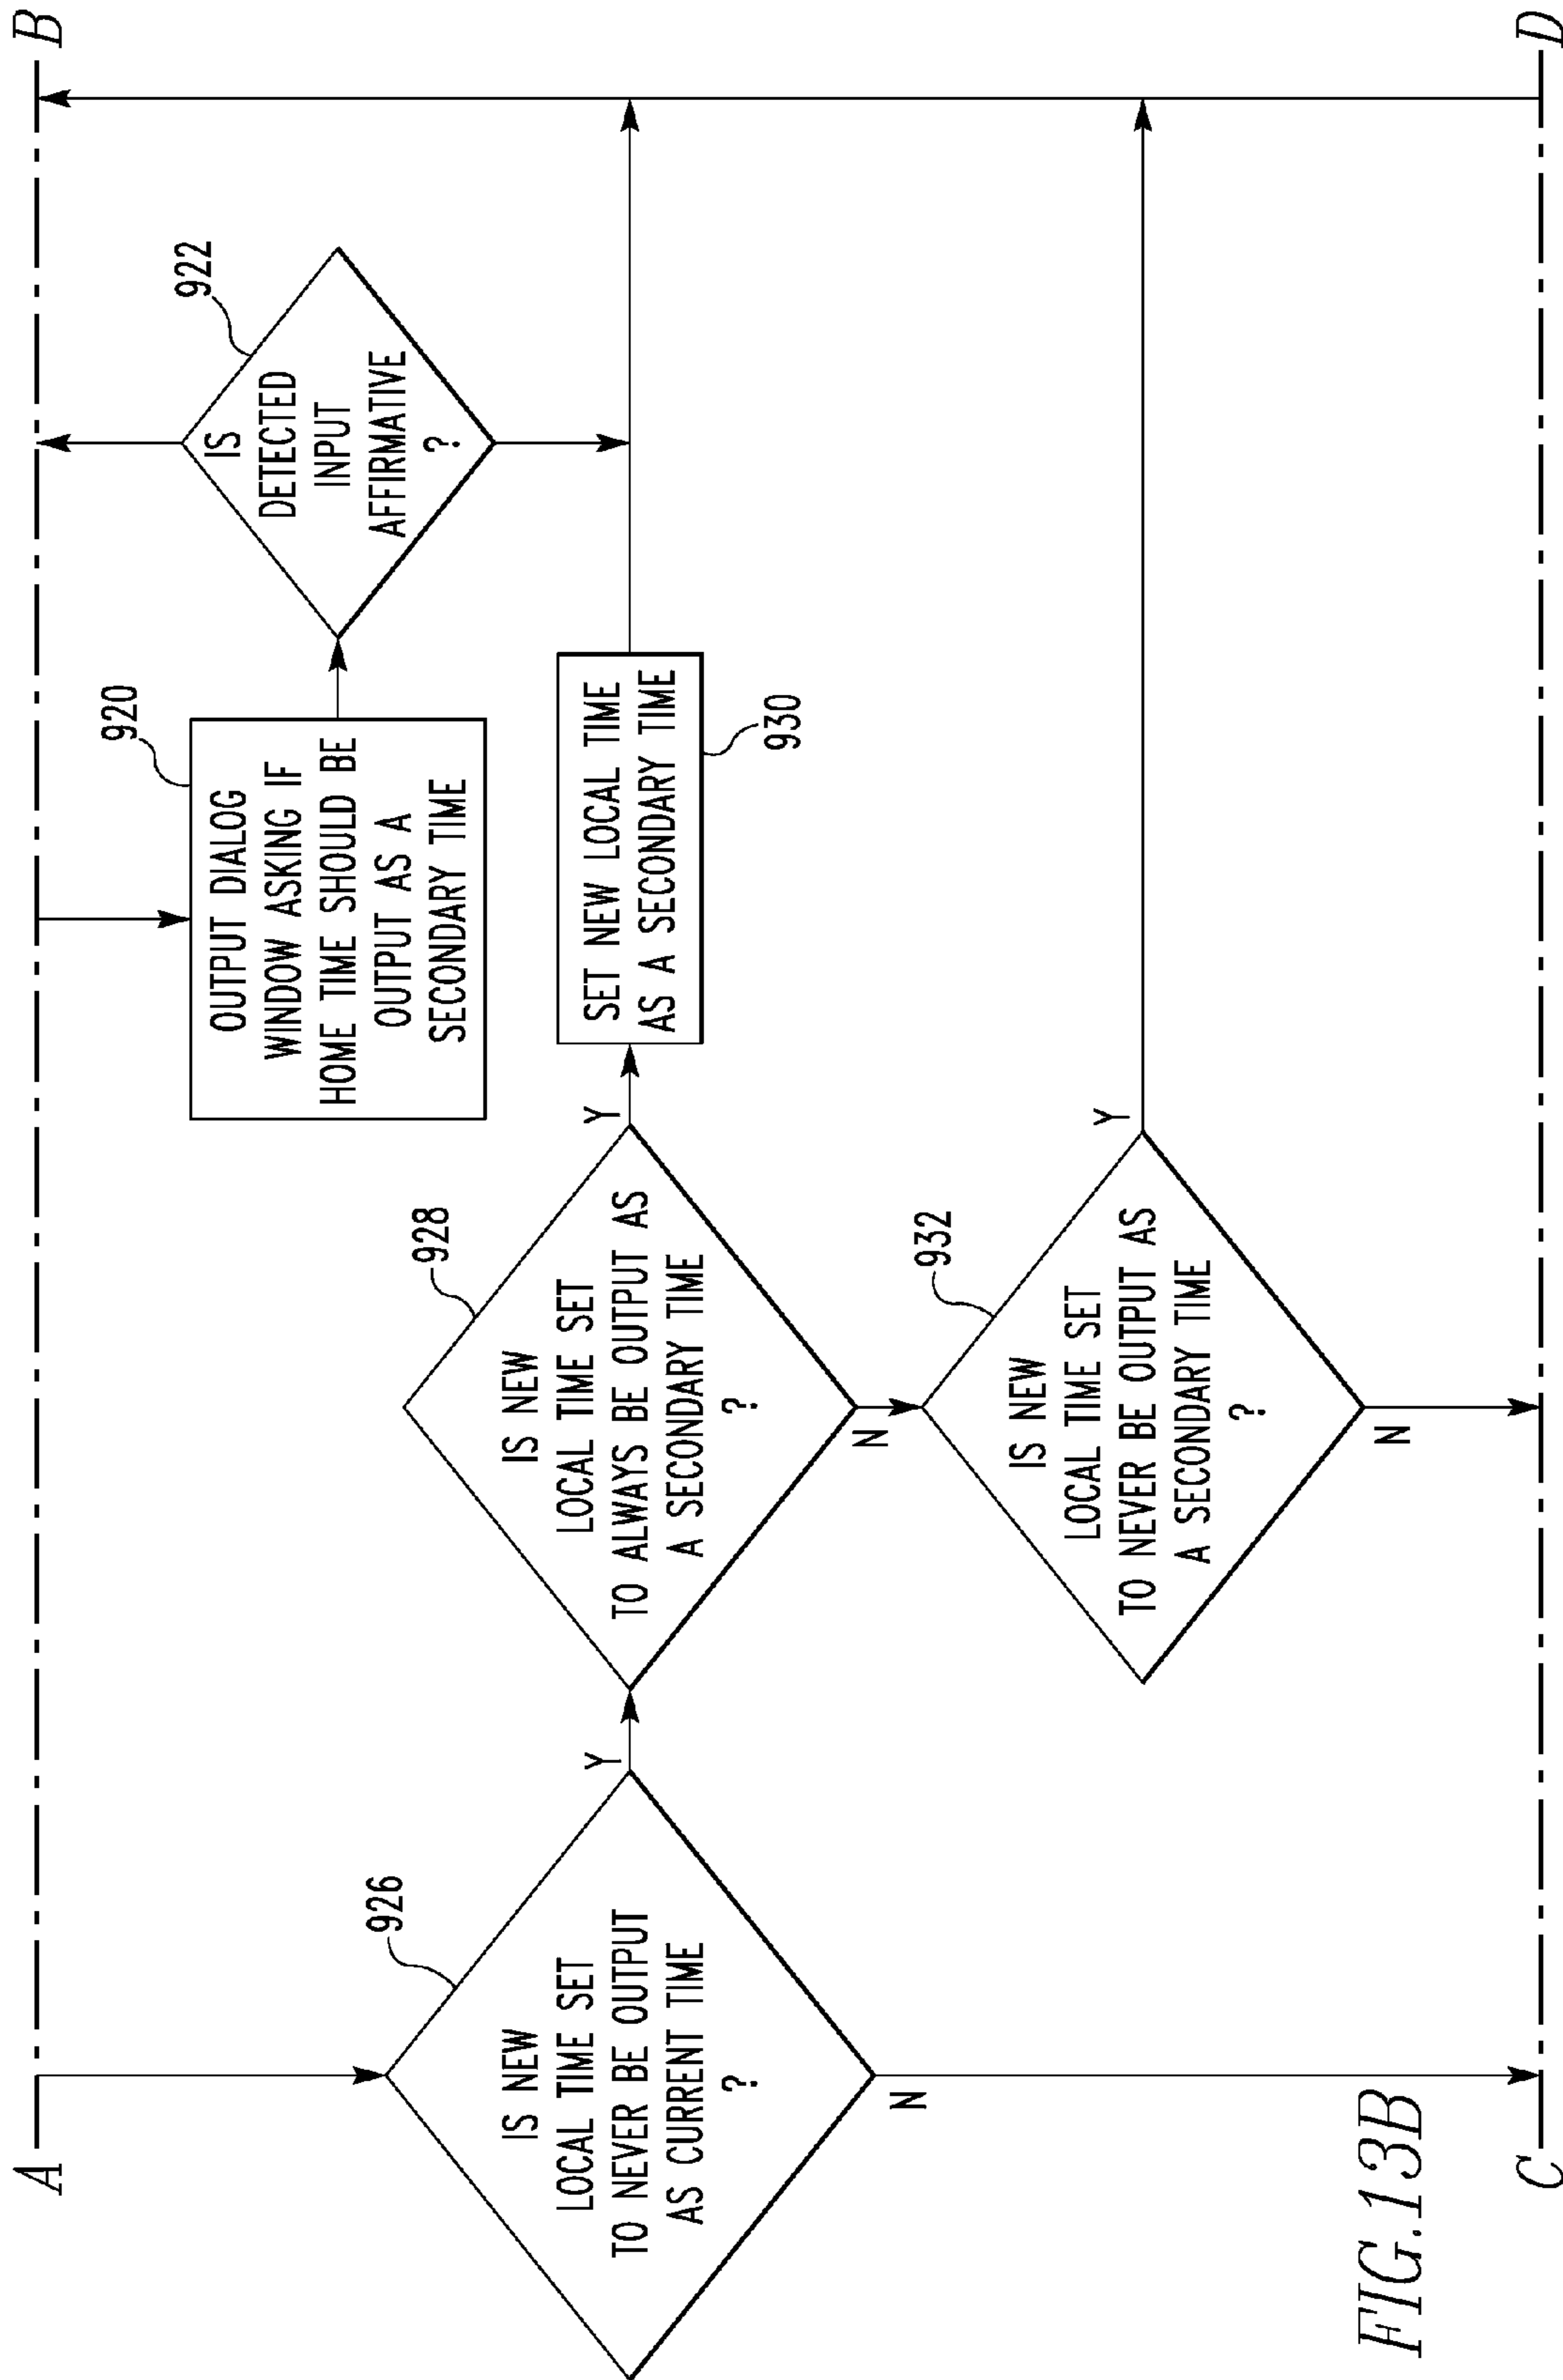 A
B
920
OUTPUT DIALOG
WINDOW ASKING IF
HOME TIME SHOULD BE
OUTPUT AS A
SECONDARY TIME
922
IS
DETECTED
INPUT
AFFIRMATIVE
?
926
IS NEW
LOCAL TIME SET
TO NEVER BE OUTPUT
AS CURRENT TIME
?
Y
N
928
IS NEW
LOCAL TIME SET
TO ALWAYS BE OUTPUT AS
A SECONDARY TIME
?
Y
N
SET NEW LOCAL TIME
AS A SECONDARY TIME
930
932
IS NEW
LOCAL TIME SET
TO NEVER BE OUTPUT AS
A SECONDARY TIME
?
Y
N
C
D
FIG.13B